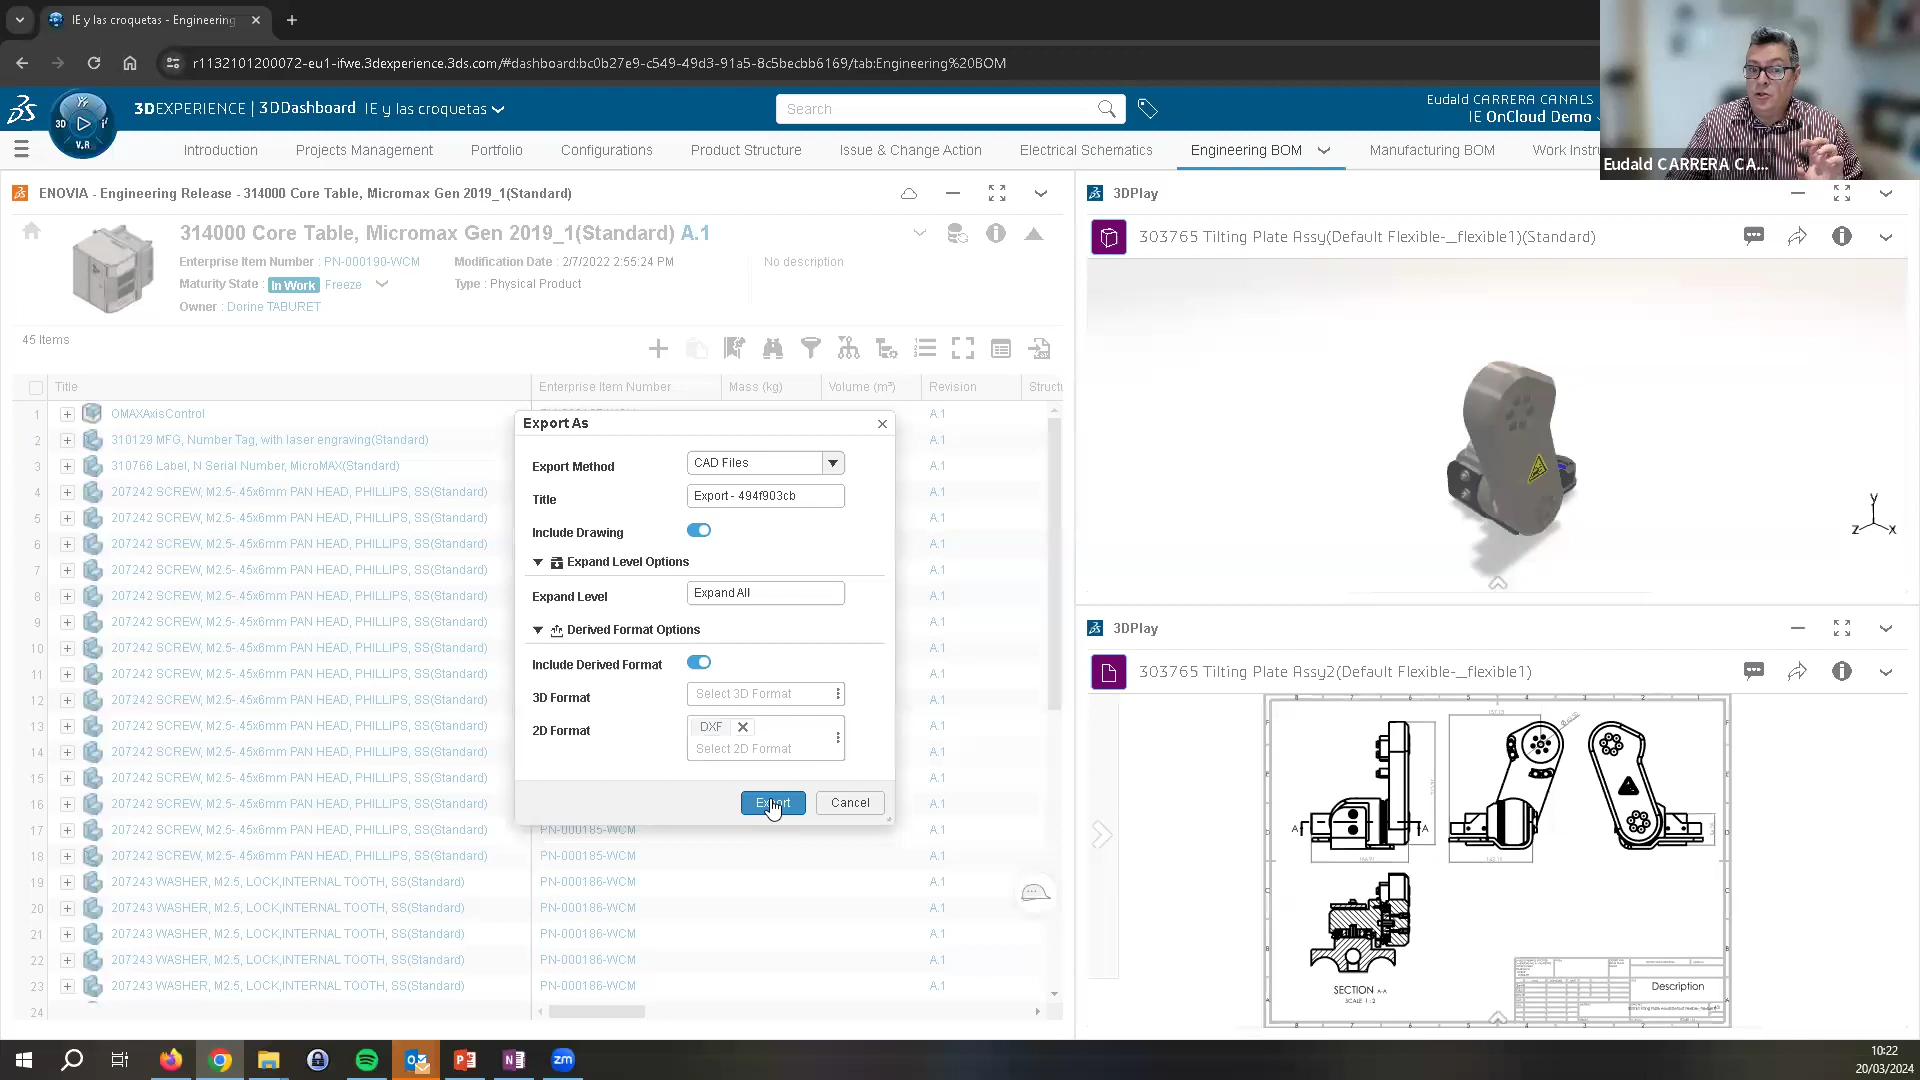 IE y las croquetas - Engineering
r1132101200072-eu1-ifwe.3dexperience.3ds.com/#dashboard:bc0b27e9-c549-49d3-91a5-8c5becbb6169/tab:Engineering%20BOM
3D
V.R
3DEXPERIENCE | 3DDashboard IE y las croquetas
Search
Eudald CARRERA CANALS
IE OnCloud Demo
Eudald CARRERA CA...
Introduction Projects Management Portfolio Configurations Product Structure Issue & Change Action Electrical Schematics Engineering BOM Manufacturing BOM Work Instru
ENOVIA - Engineering Release - 314000 Core Table, Micromax Gen 2019_1(Standard)
314000 Core Table, Micromax Gen 2019_1(Standard) A.1
Enterprise Item Number : PN-000190-WCM
Modification Date : 2/7/2022 2:55:24 PM
No description
Maturity State : In Work Freeze
Type : Physical Product
Owner : Dorine TABURET
45 Items
Title Enterprise Item Number Mass (kg) Volume (m³) Revision Structu
1 OMAXAxisControl A.1
2 310129 MFG, Number Tag, with laser engraving(Standard) A.1
3 310766 Label, N Serial Number, MicroMAX(Standard) A.1
4 207242 SCREW, M2.5-.45x6mm PAN HEAD, PHILLIPS, SS(Standard) A.1
5 207242 SCREW, M2.5-.45x6mm PAN HEAD, PHILLIPS, SS(Standard) A.1
6 207242 SCREW, M2.5-.45x6mm PAN HEAD, PHILLIPS, SS(Standard) A.1
7 207242 SCREW, M2.5-.45x6mm PAN HEAD, PHILLIPS, SS(Standard) A.1
8 207242 SCREW, M2.5-.45x6mm PAN HEAD, PHILLIPS, SS(Standard) A.1
9 207242 SCREW, M2.5-.45x6mm PAN HEAD, PHILLIPS, SS(Standard) A.1
10 207242 SCREW, M2.5-.45x6mm PAN HEAD, PHILLIPS, SS(Standard) A.1
11 207242 SCREW, M2.5-.45x6mm PAN HEAD, PHILLIPS, SS(Standard) A.1
12 207242 SCREW, M2.5-.45x6mm PAN HEAD, PHILLIPS, SS(Standard) A.1
13 207242 SCREW, M2.5-.45x6mm PAN HEAD, PHILLIPS, SS(Standard) A.1
14 207242 SCREW, M2.5-.45x6mm PAN HEAD, PHILLIPS, SS(Standard) A.1
15 207242 SCREW, M2.5-.45x6mm PAN HEAD, PHILLIPS, SS(Standard) A.1
16 207242 SCREW, M2.5-.45x6mm PAN HEAD, PHILLIPS, SS(Standard) A.1
17 207242 SCREW, M2.5-.45x6mm PAN HEAD, PHILLIPS, SS(Standard) PN-000185-WCM A.1
18 207242 SCREW, M2.5-.45x6mm PAN HEAD, PHILLIPS, SS(Standard) PN-000185-WCM A.1
19 207243 WASHER, M2.5, LOCK,INTERNAL TOOTH, SS(Standard) PN-000186-WCM A.1
20 207243 WASHER, M2.5, LOCK,INTERNAL TOOTH, SS(Standard) PN-000186-WCM A.1
21 207243 WASHER, M2.5, LOCK,INTERNAL TOOTH, SS(Standard) PN-000186-WCM A.1
22 207243 WASHER, M2.5, LOCK,INTERNAL TOOTH, SS(Standard) PN-000186-WCM A.1
23 207243 WASHER, M2.5, LOCK,INTERNAL TOOTH, SS(Standard) PN-000186-WCM A.1
24
Export As
Export Method CAD Files
Title Export - 494f903cb
Include Drawing
Expand Level Options
Expand Level Expand All
Derived Format Options
Include Derived Format
3D Format Select 3D Format
2D Format DXF
Select 2D Format
Export Cancel
3DPlay
303765 Tilting Plate Assy(Default Flexible-__flexible1)(Standard)
Y
Z X
3DPlay
303765 Tilting Plate Assy2(Default Flexible-__flexible1)
A A
SECTION A-A
SCALE 1 : 2
Description
8 7 6 5 4 3 2 1
zm
10:22
20/03/2024